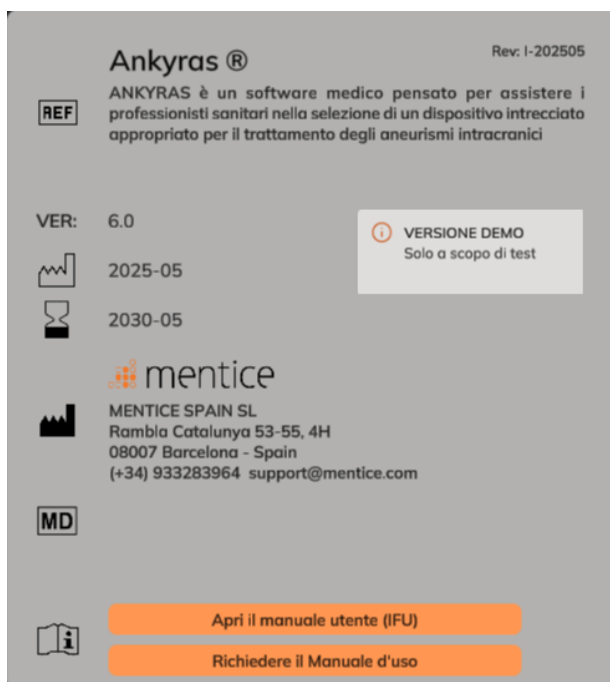 Ankyras ®
Rev: I-202505
REF
ANKYRAS è un software medico pensato per assistere i
professionisti sanitari nella selezione di un dispositivo intrecciato
appropriato per il trattamento degli aneurismi intracranici
VER:
6.0
VERSIONE DEMO
Solo a scopo di test
2025-05
2030-05
mentice
MENTICE SPAIN SL
Rambla Catalunya 53-55, 4H
08007 Barcelona - Spain
(+34) 933283964 support@mentice.com
MD
Apri il manuale utente (IFU)
Richiedere il Manuale d'uso